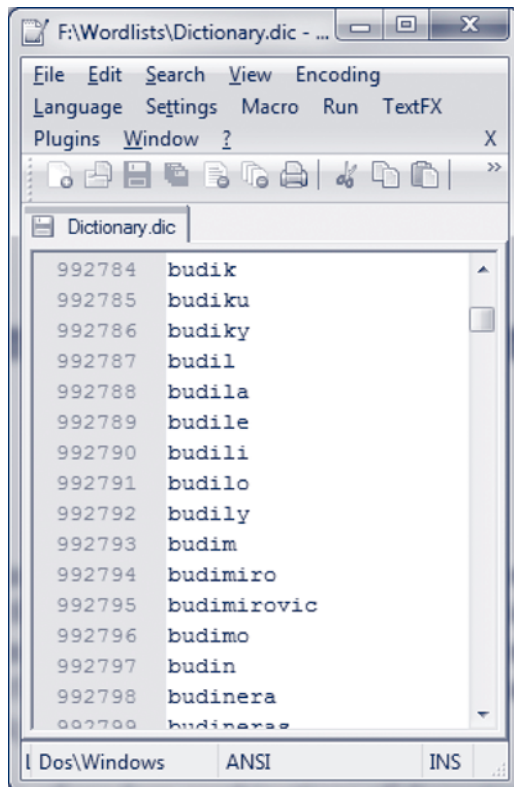 F:\Wordlists\Dictionary.dic - ...
File Edit Search View Encoding
Language Settings Macro Run TextFX
Plugins Window ? X
Dictionary.dic
992784 budik
992785 budiku
992786 budiky
992787 budil
992788 budila
992789 budile
992790 budili
992791 budilo
992792 budily
992793 budim
992794 budimiro
992795 budimirovic
992796 budimo
992797 budin
992798 budinera
992799 budineras
Dos\Windows ANSI INS